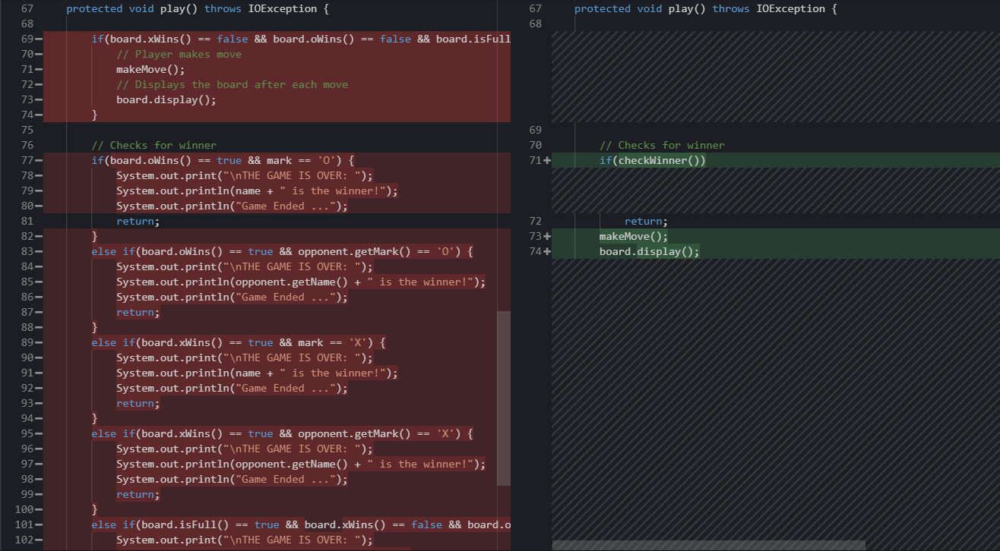 67 protected void play() throws IOException {
68
69 if(board.xWins() == false && board.oWins() == false && board.isFull
70 // Player makes move
71 makeMove();
72 // Displays the board after each move
73 board.display();
74 }
75
76 // Checks for winner
77 if(board.oWins() == true && mark == 'O') {
78 System.out.print("\nTHE GAME IS OVER: ");
79 System.out.println(name + " is the winner!");
80 System.out.println("Game Ended ...");
81 return;
82 }
83 else if(board.oWins() == true && opponent.getMark() == 'O') {
84 System.out.print("\nTHE GAME IS OVER: ");
85 System.out.println(opponent.getName() + " is the winner!");
86 System.out.println("Game Ended ...");
87 return;
88 }
89 else if(board.xWins() == true && mark == 'X') {
90 System.out.print("\nTHE GAME IS OVER: ");
91 System.out.println(name + " is the winner!");
92 System.out.println("Game Ended ...");
93 return;
94 }
95 else if(board.xWins() == true && opponent.getMark() == 'X') {
96 System.out.print("\nTHE GAME IS OVER: ");
97 System.out.println(opponent.getName() + " is the winner!");
98 System.out.println("Game Ended ...");
99 return;
100 }
101 else if(board.isFull() == true && board.xWins() == false && board.o
102 System.out.print("\nTHE GAME IS OVER: ");
67 protected void play() throws IOException {
68
69
70 // Checks for winner
71+ if(checkWinner())
72 return;
73+ makeMove();
74+ board.display();